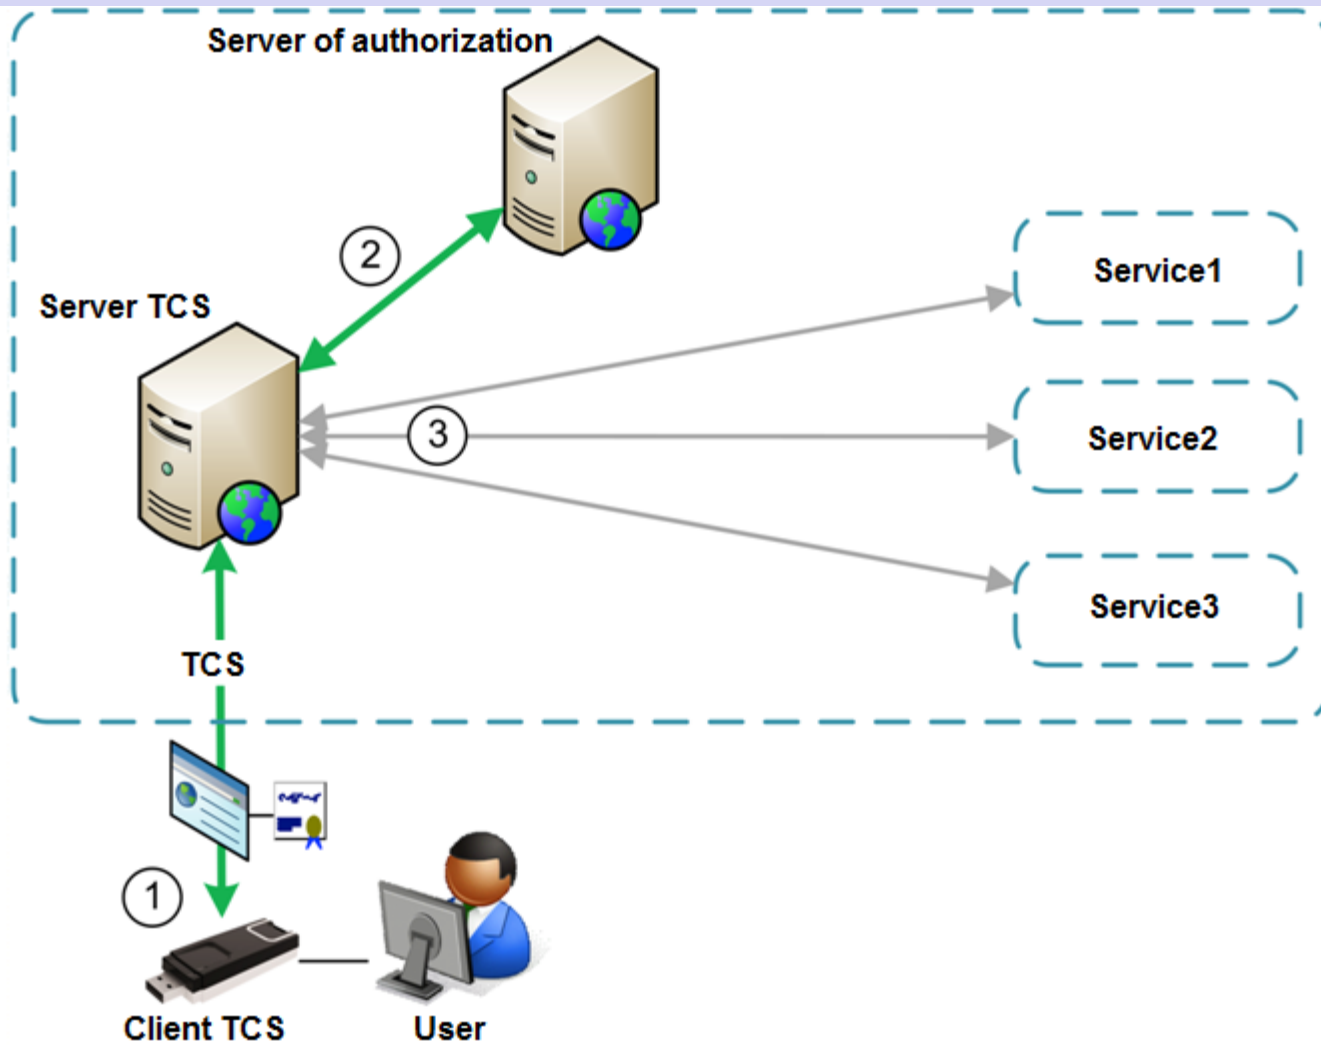 Server of authorization
2
Service1
Server TCS
3
Service2
Service3
TCS
1
Client TCS
User